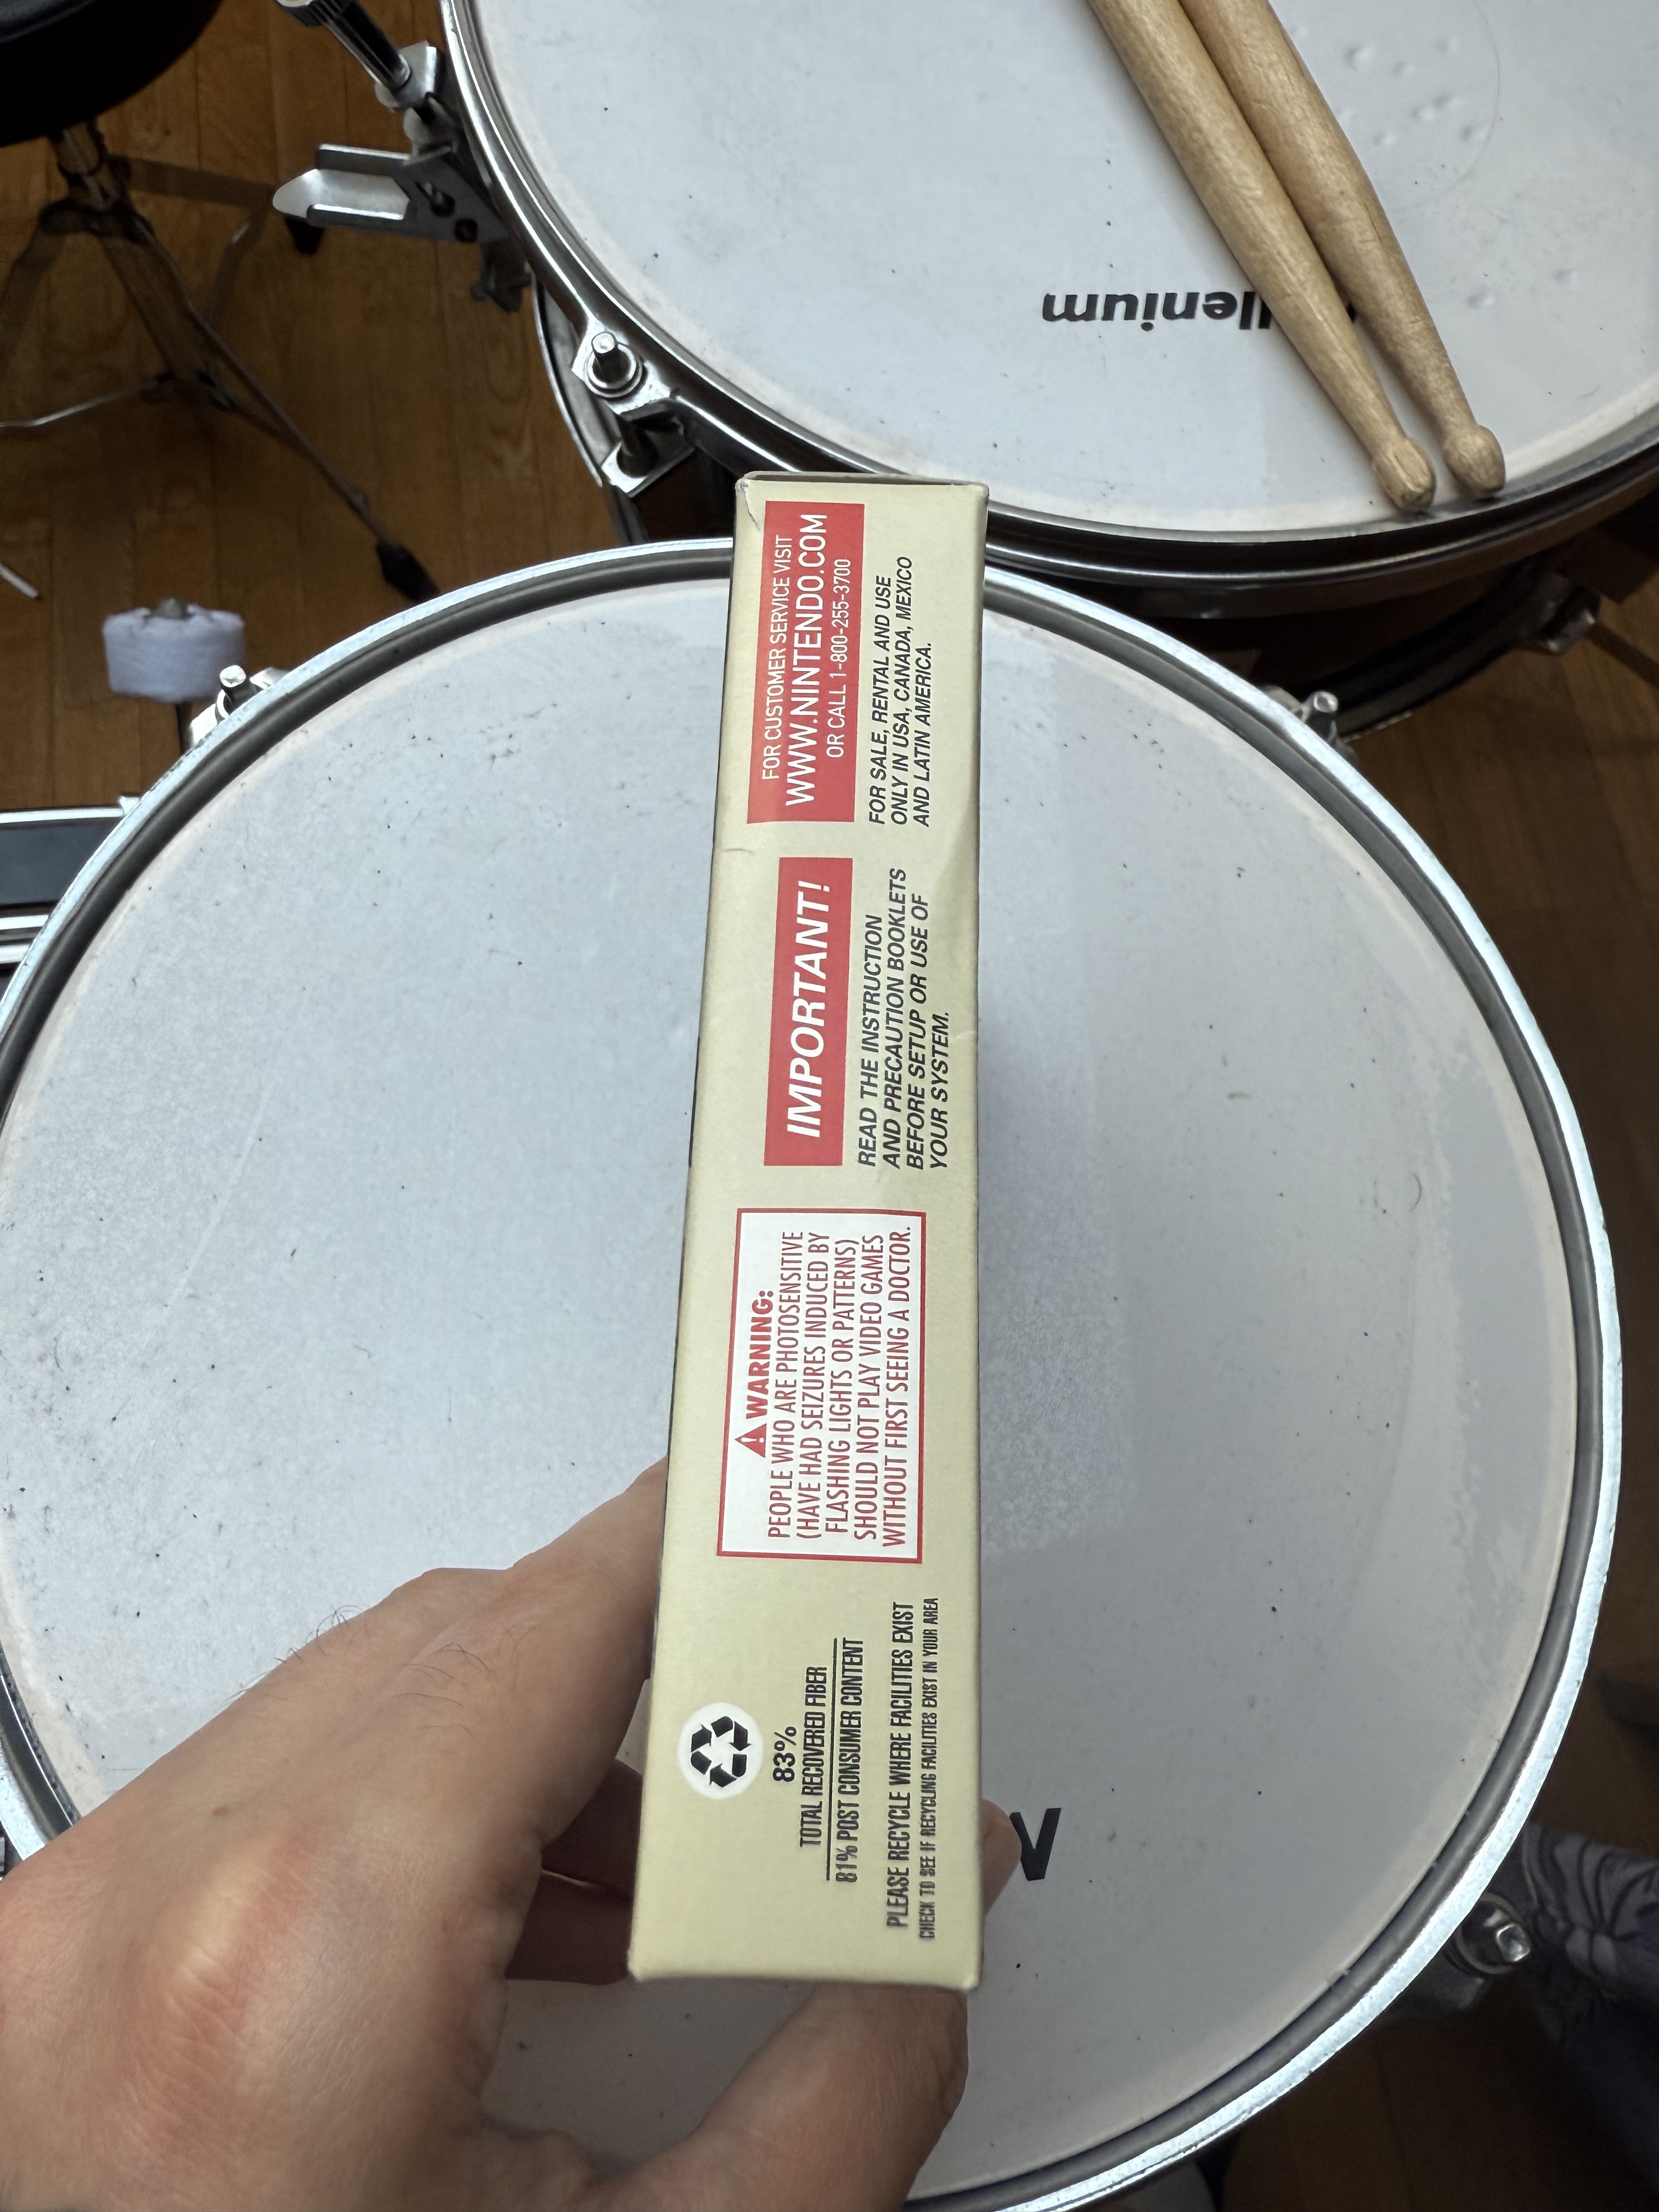 FOR CUSTOMER SERVICE VISIT
WWW.NINTENDO.COM
OR CALL 1-800-255-3700
FOR SALE, RENTAL AND USE
ONLY IN USA, CANADA, MEXICO
AND LATIN AMERICA.
IMPORTANT!
READ THE INSTRUCTION
AND PRECAUTION BOOKLETS
BEFORE SETUP OR USE OF
YOUR SYSTEM.
WARNING:
PEOPLE WHO ARE PHOTOSENSITIVE
(HAVE HAD SEIZURES INDUCED BY
FLASHING LIGHTS OR PATTERNS)
SHOULD NOT PLAY VIDEO GAMES
WITHOUT FIRST SEEING A DOCTOR.
83%
TOTAL RECOVERED FIBER
81% POST CONSUMER CONTENT
PLEASE RECYCLE WHERE FACILITIES EXIST
CHECK TO SEE IF RECYCLING FACILITIES EXIST IN YOUR AREA
llenium